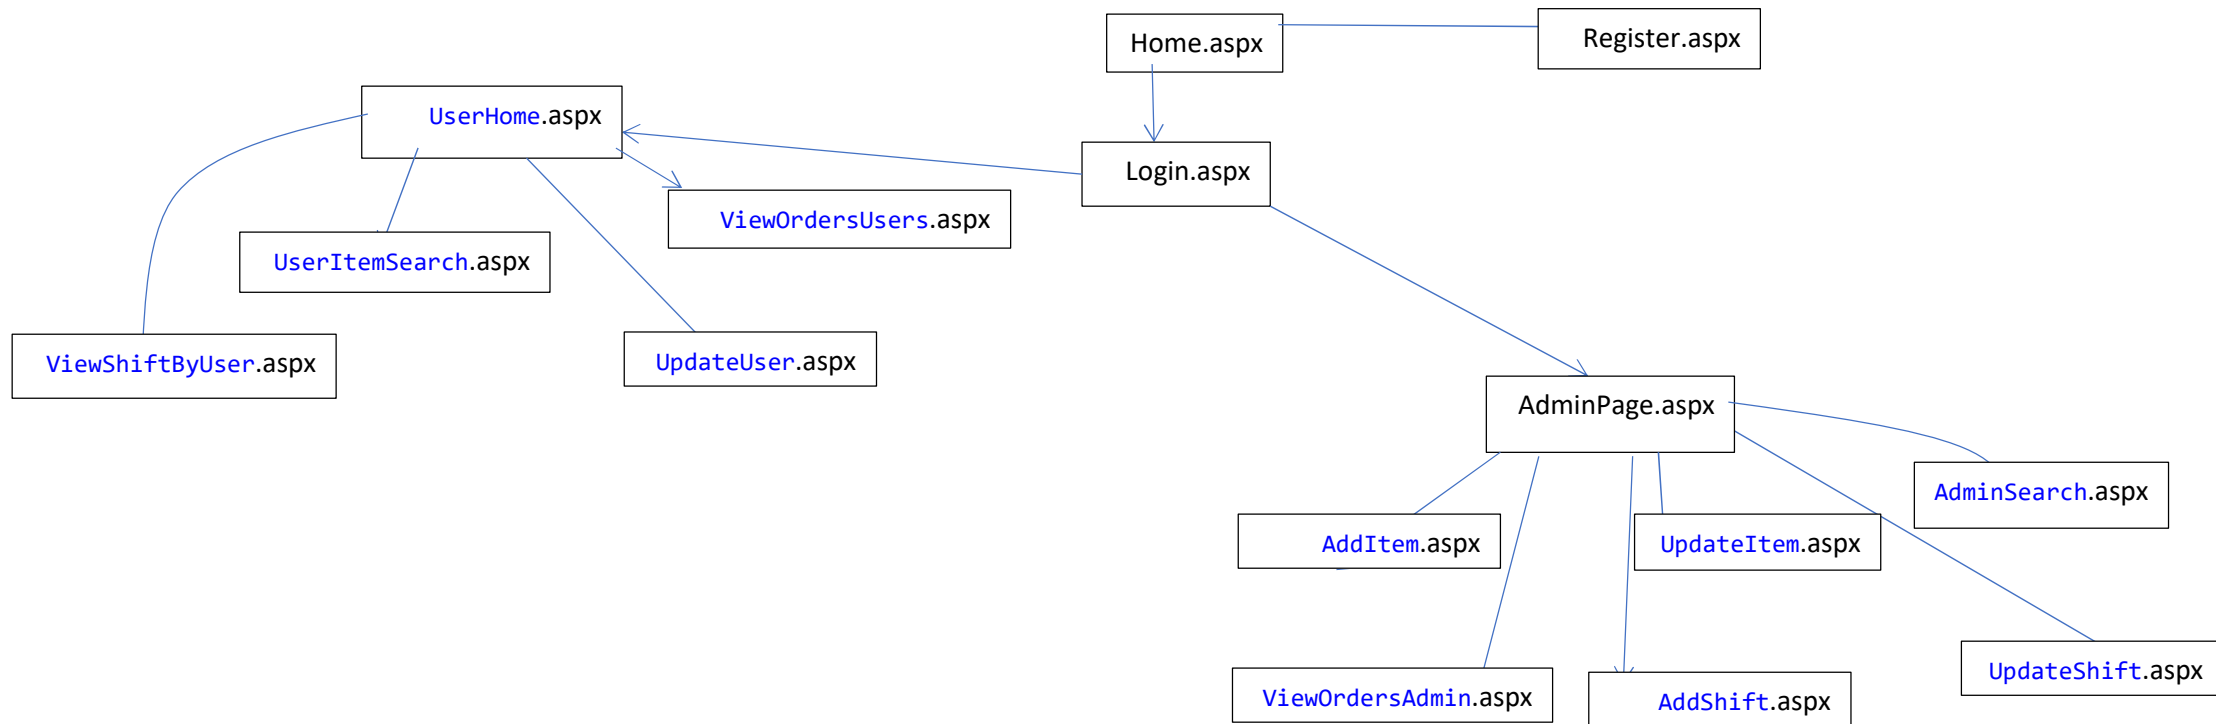 Home.aspx
Register.aspx
UserHome.aspx
Login.aspx
ViewOrdersUsers.aspx
UserItemSearch.aspx
ViewShiftByUser.aspx
UpdateUser.aspx
AdminPage.aspx
AdminSearch.aspx
AddItem.aspx
UpdateItem.aspx
UpdateShift.aspx
ViewOrdersAdmin.aspx
AddShift.aspx